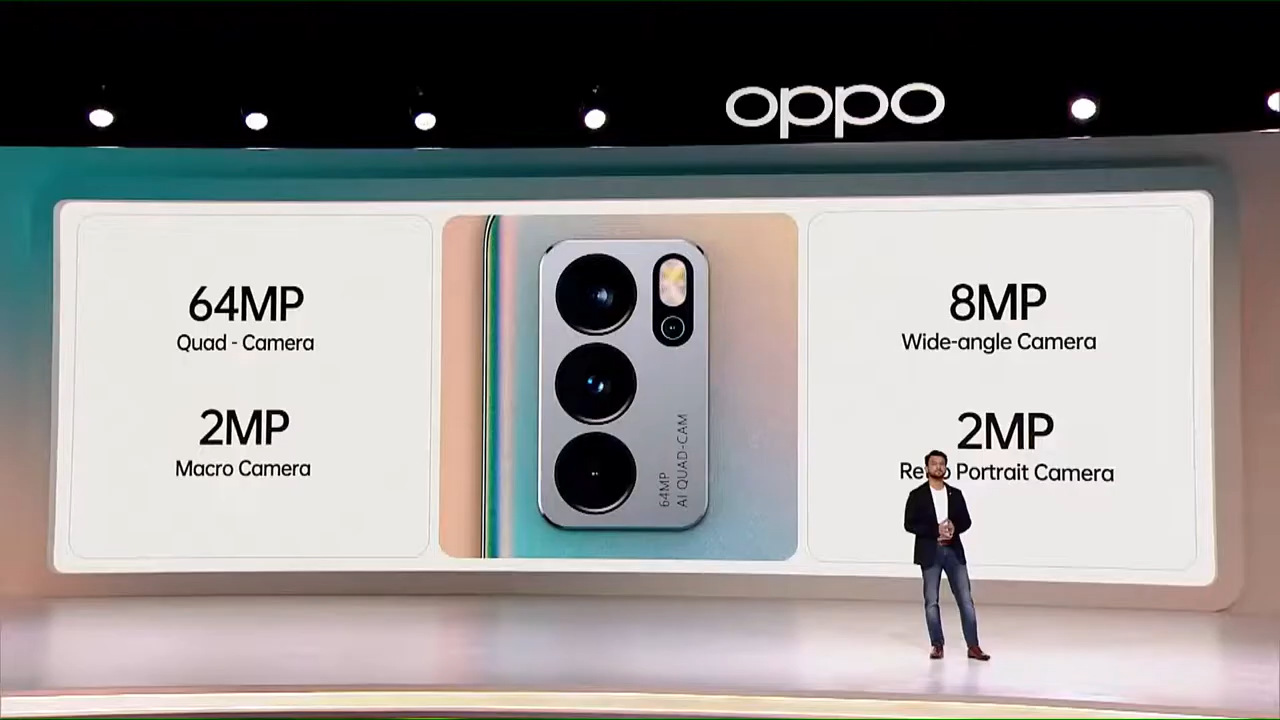 oppo
64MP
Quad - Camera
2MP
Macro Camera
64MP
AI QUAD-CAM
8MP
Wide-angle Camera
2MP
Portrait Camera